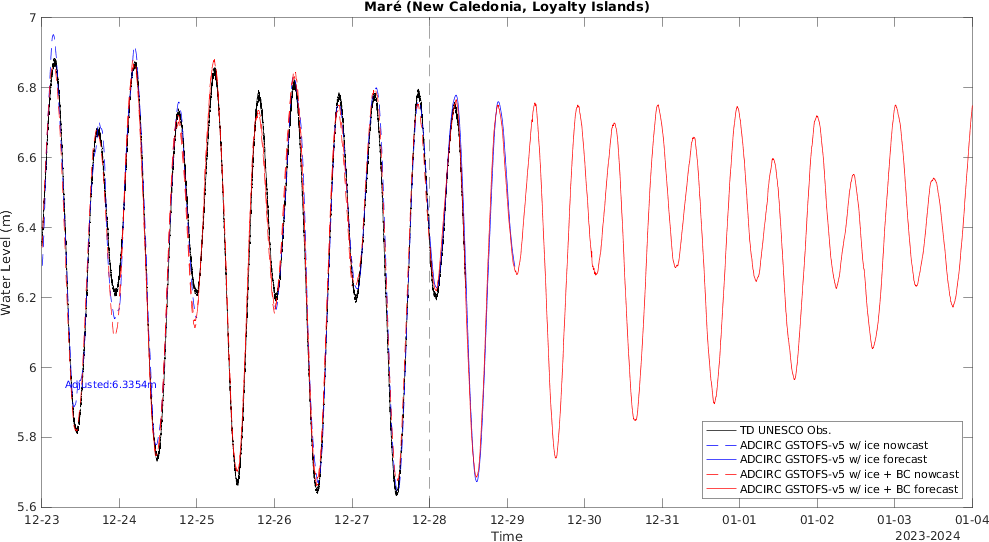 Maré (New Caledonia, Loyalty Islands)
7
6.8
6.6
6.4
6.2
6
5.8
5.6
Water Level (m)
Adjusted:6.3354m
TD UNESCO Obs.
ADCIRC GSTOFS-v5 w/ ice nowcast
ADCIRC GSTOFS-v5 w/ ice forecast
ADCIRC GSTOFS-v5 w/ ice + BC nowcast
ADCIRC GSTOFS-v5 w/ ice + BC forecast
12-23 12-24 12-25 12-26 12-27 12-28 12-29 12-30 12-31 01-01 01-02 01-03 01-04
Time
2023-2024